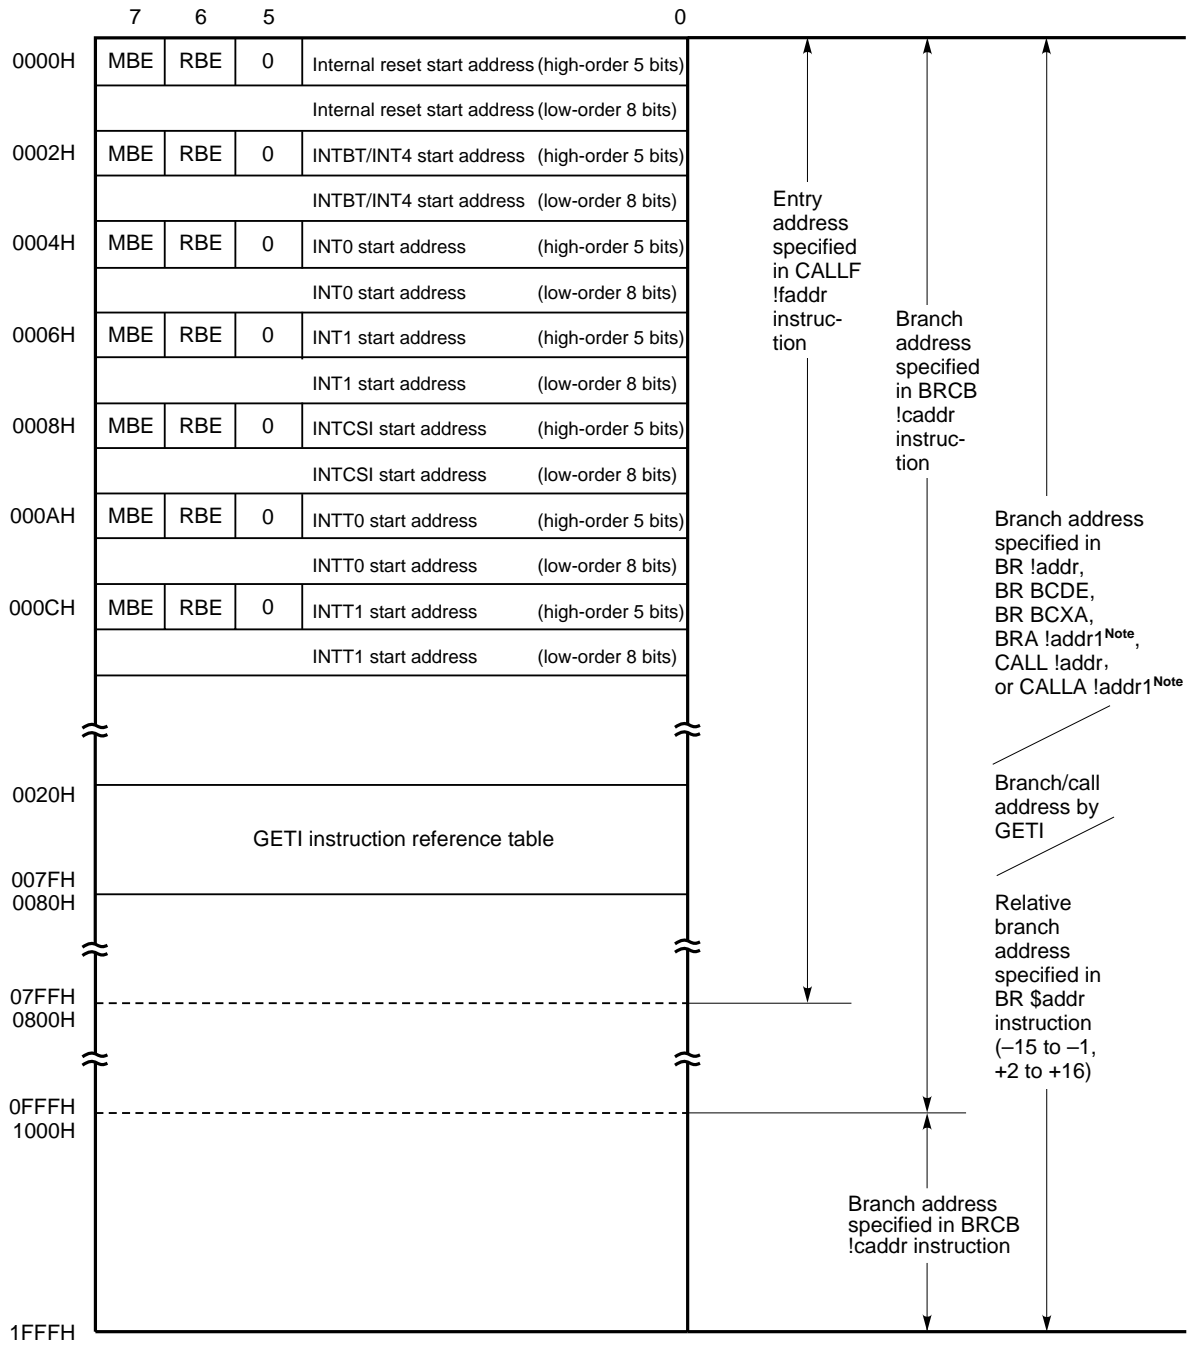 7 6 5 0
0000H MBE RBE 0 Internal reset start address (high-order 5 bits)
Internal reset start address (low-order 8 bits)
0002H MBE RBE 0 INTBT/INT4 start address (high-order 5 bits)
INTBT/INT4 start address (low-order 8 bits)
0004H MBE RBE 0 INT0 start address (high-order 5 bits)
INT0 start address (low-order 8 bits)
0006H MBE RBE 0 INT1 start address (high-order 5 bits)
INT1 start address (low-order 8 bits)
0008H MBE RBE 0 INTCSI start address (high-order 5 bits)
INTCSI start address (low-order 8 bits)
000AH MBE RBE 0 INTT0 start address (high-order 5 bits)
INTT0 start address (low-order 8 bits)
000CH MBE RBE 0 INTT1 start address (high-order 5 bits)
INTT1 start address (low-order 8 bits)
0020H
GETI instruction reference table
007FH
0080H
07FFH
0800H
0FFFH
1000H
1FFFH
Entry
address
specified
in CALLF
!faddr
instruc-
tion
Branch
address
specified
in BRCB
!caddr
instruc-
tion
Branch address
specified in BRCB
!caddr instruction
Branch address
specified in
BR !addr,
BR BCDE,
BR BCXA,
BRA !addr1Note,
CALL !addr,
or CALLA !addr1Note
Branch/call
address by
GETI
Relative
branch
address
specified in
BR $addr
instruction
(–15 to –1,
+2 to +16)